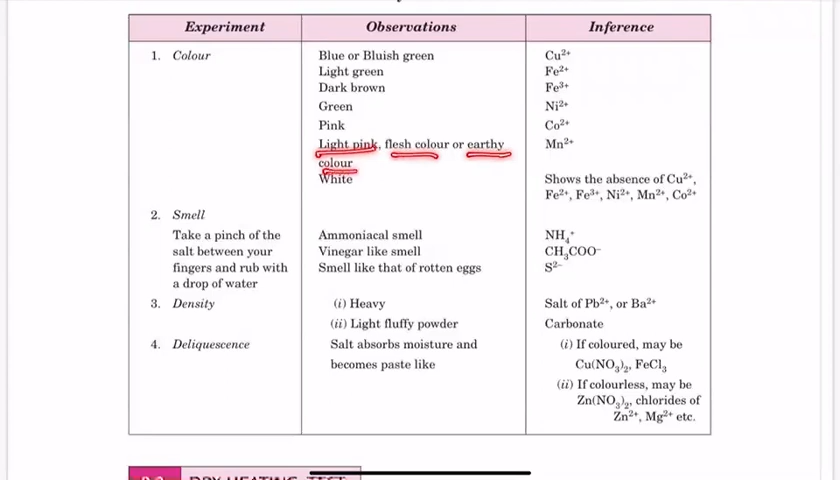 Experiment Observations Inference
1. Colour Blue or Bluish green Cu²⁺
Light green Fe²⁺
Dark brown Fe³⁺
Green Ni²⁺
Pink Co²⁺
Light pink, flesh colour or earthy Mn²⁺
colour
White Shows the absence of Cu²⁺,
Fe²⁺, Fe³⁺, Ni²⁺, Mn²⁺, Co²⁺
2. Smell
Take a pinch of the Ammoniacal smell NH₄⁺
salt between your Vinegar like smell CH₃COO⁻
fingers and rub with Smell like that of rotten eggs S²⁻
a drop of water
3. Density (i) Heavy Salt of Pb²⁺, or Ba²⁺
(ii) Light fluffy powder Carbonate
4. Deliquescence Salt absorbs moisture and (i) If coloured, may be
becomes paste like Cu(NO₃)₂, FeCl₃
(ii) If colourless, may be
Zn(NO₃)₂, chlorides of
Zn²⁺, Mg²⁺ etc.
DRY HEATING TEST